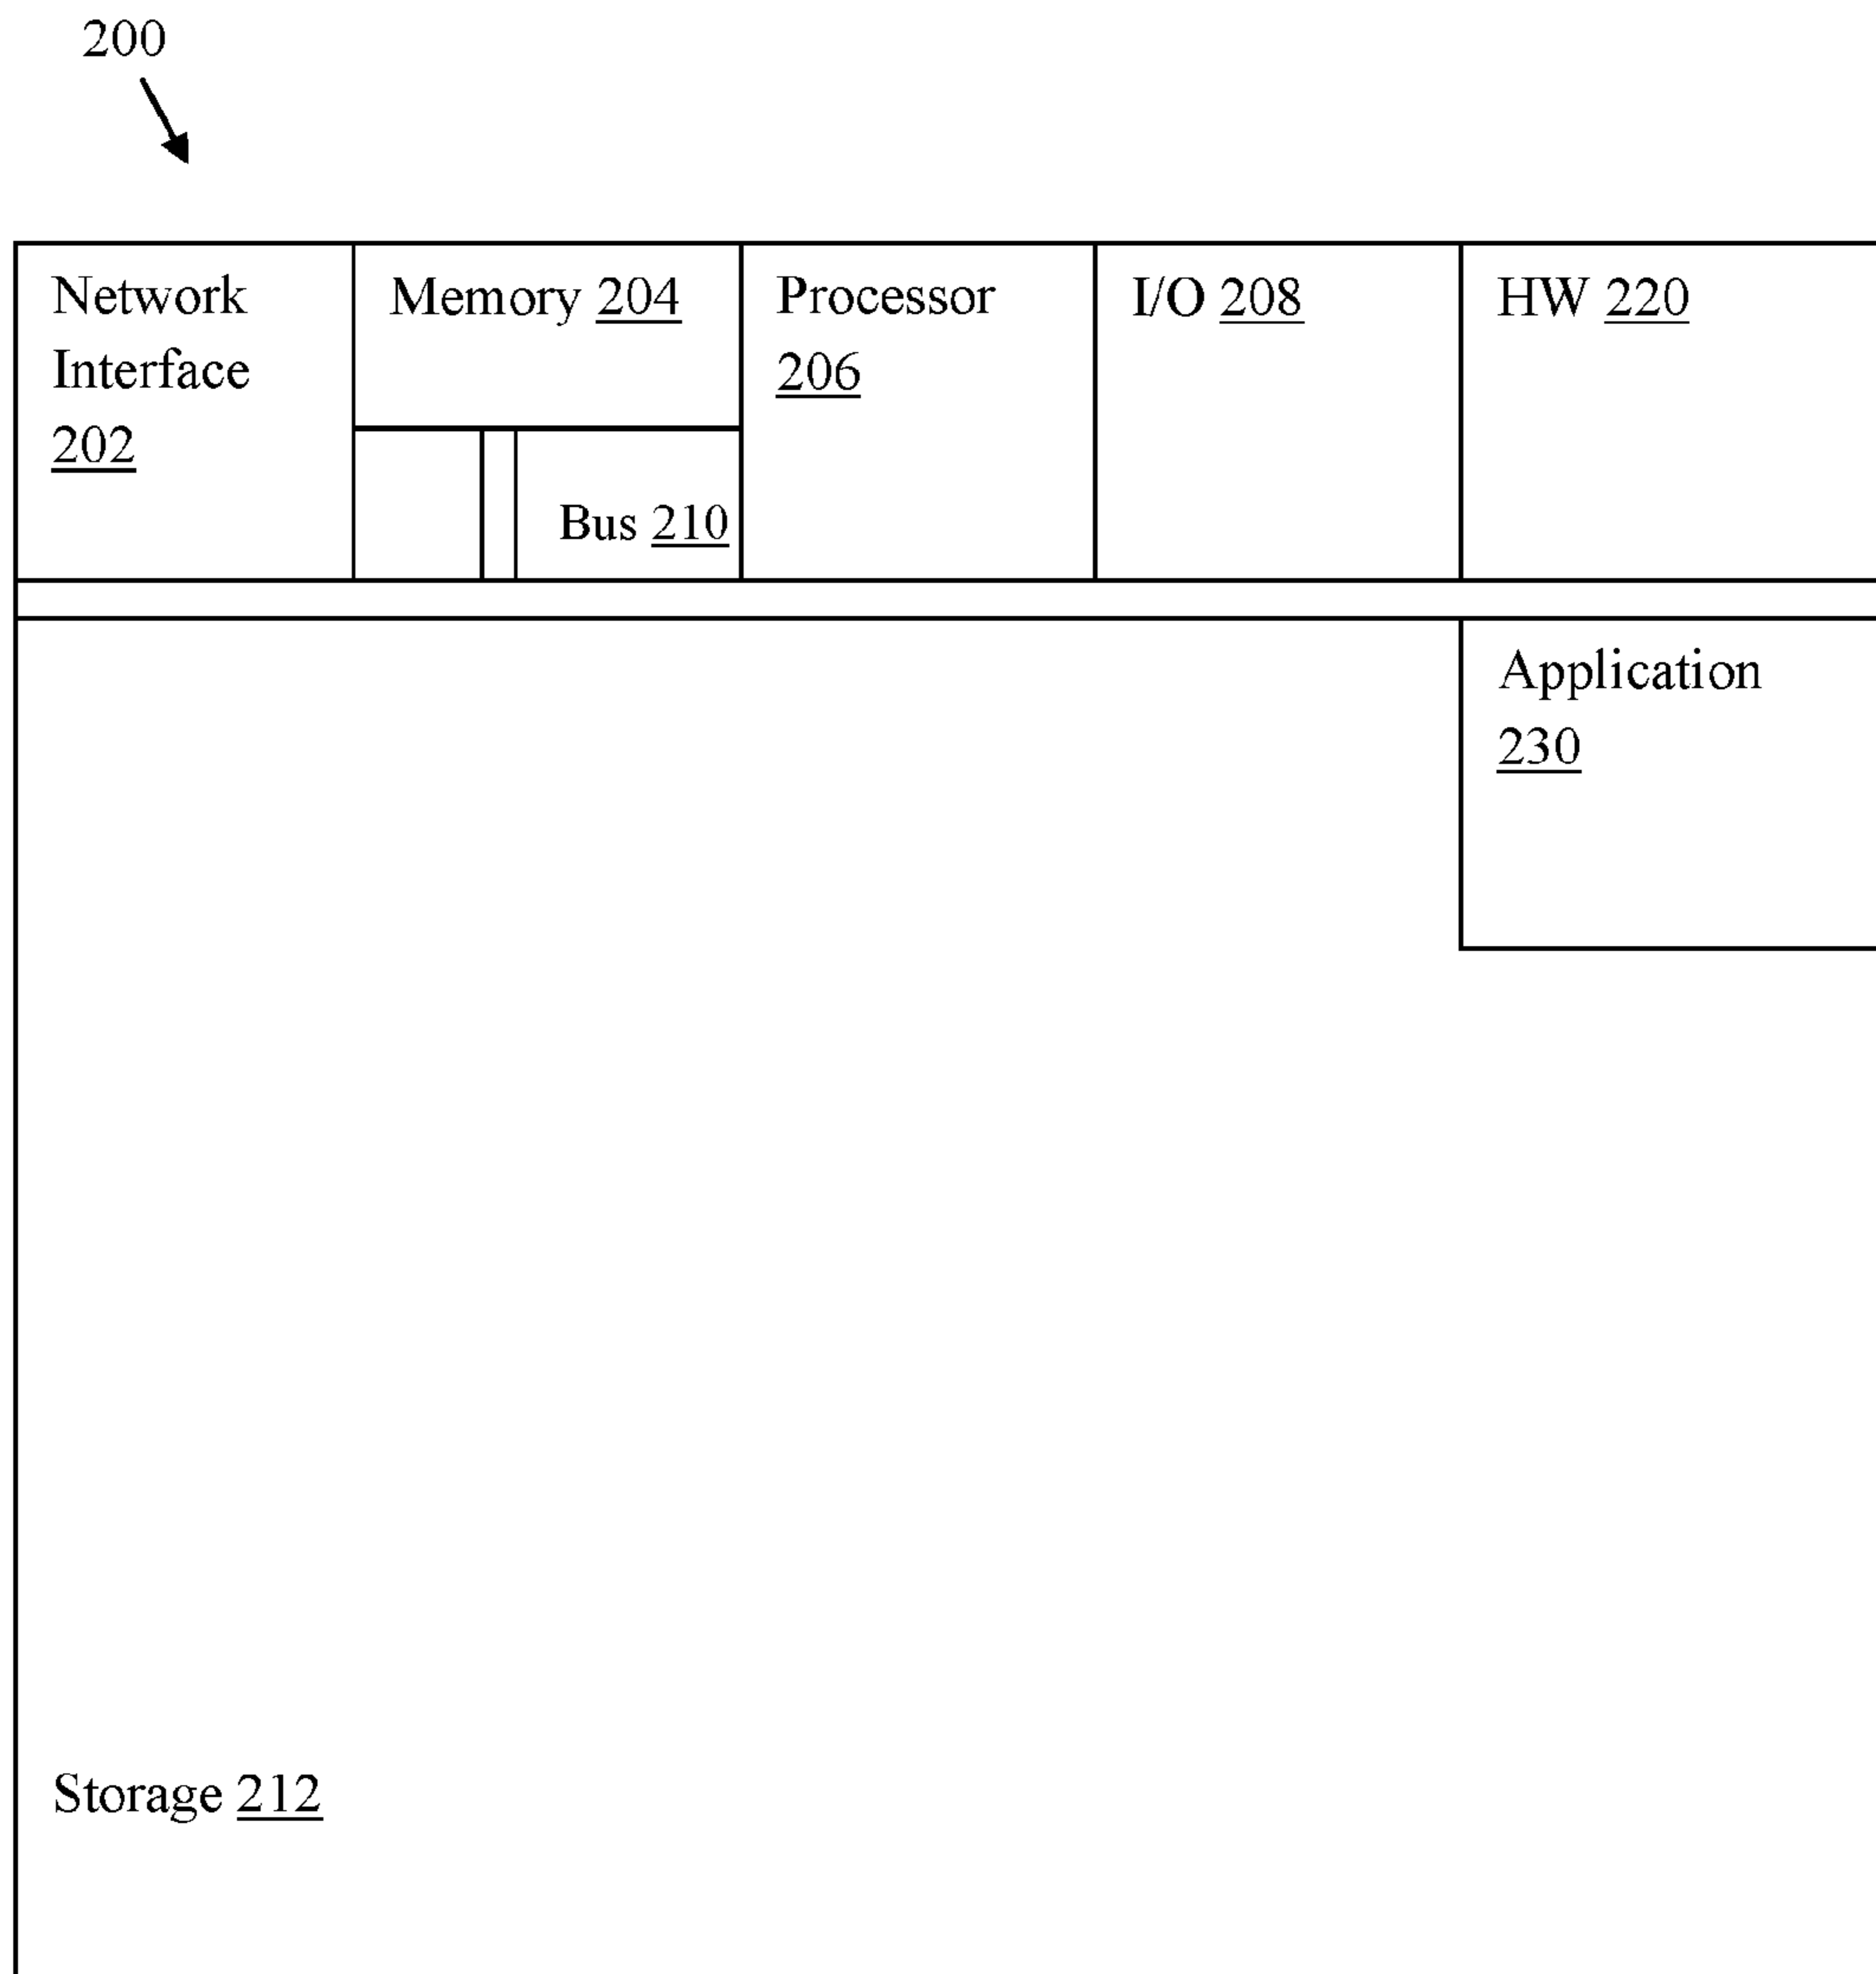 200
Network
Interface
202
Memory 204
Bus 210
Processor
206
I/O 208
HW 220
Application
230
Storage 212